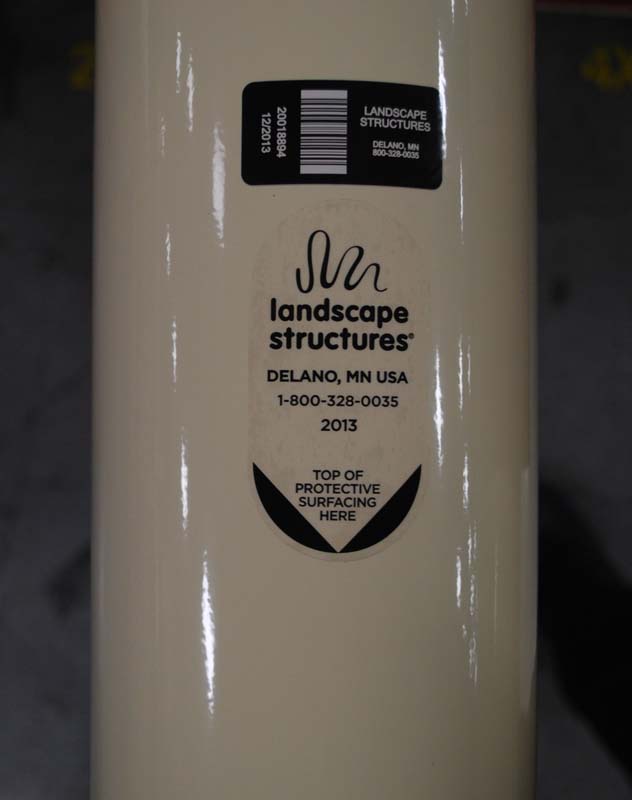 LANDSCAPE
STRUCTURES
DELANO, MN
800-328-0035
20018894
12/2013
landscape
structures®
DELANO, MN USA
1-800-328-0035
2013
TOP OF
PROTECTIVE
SURFACING
HERE